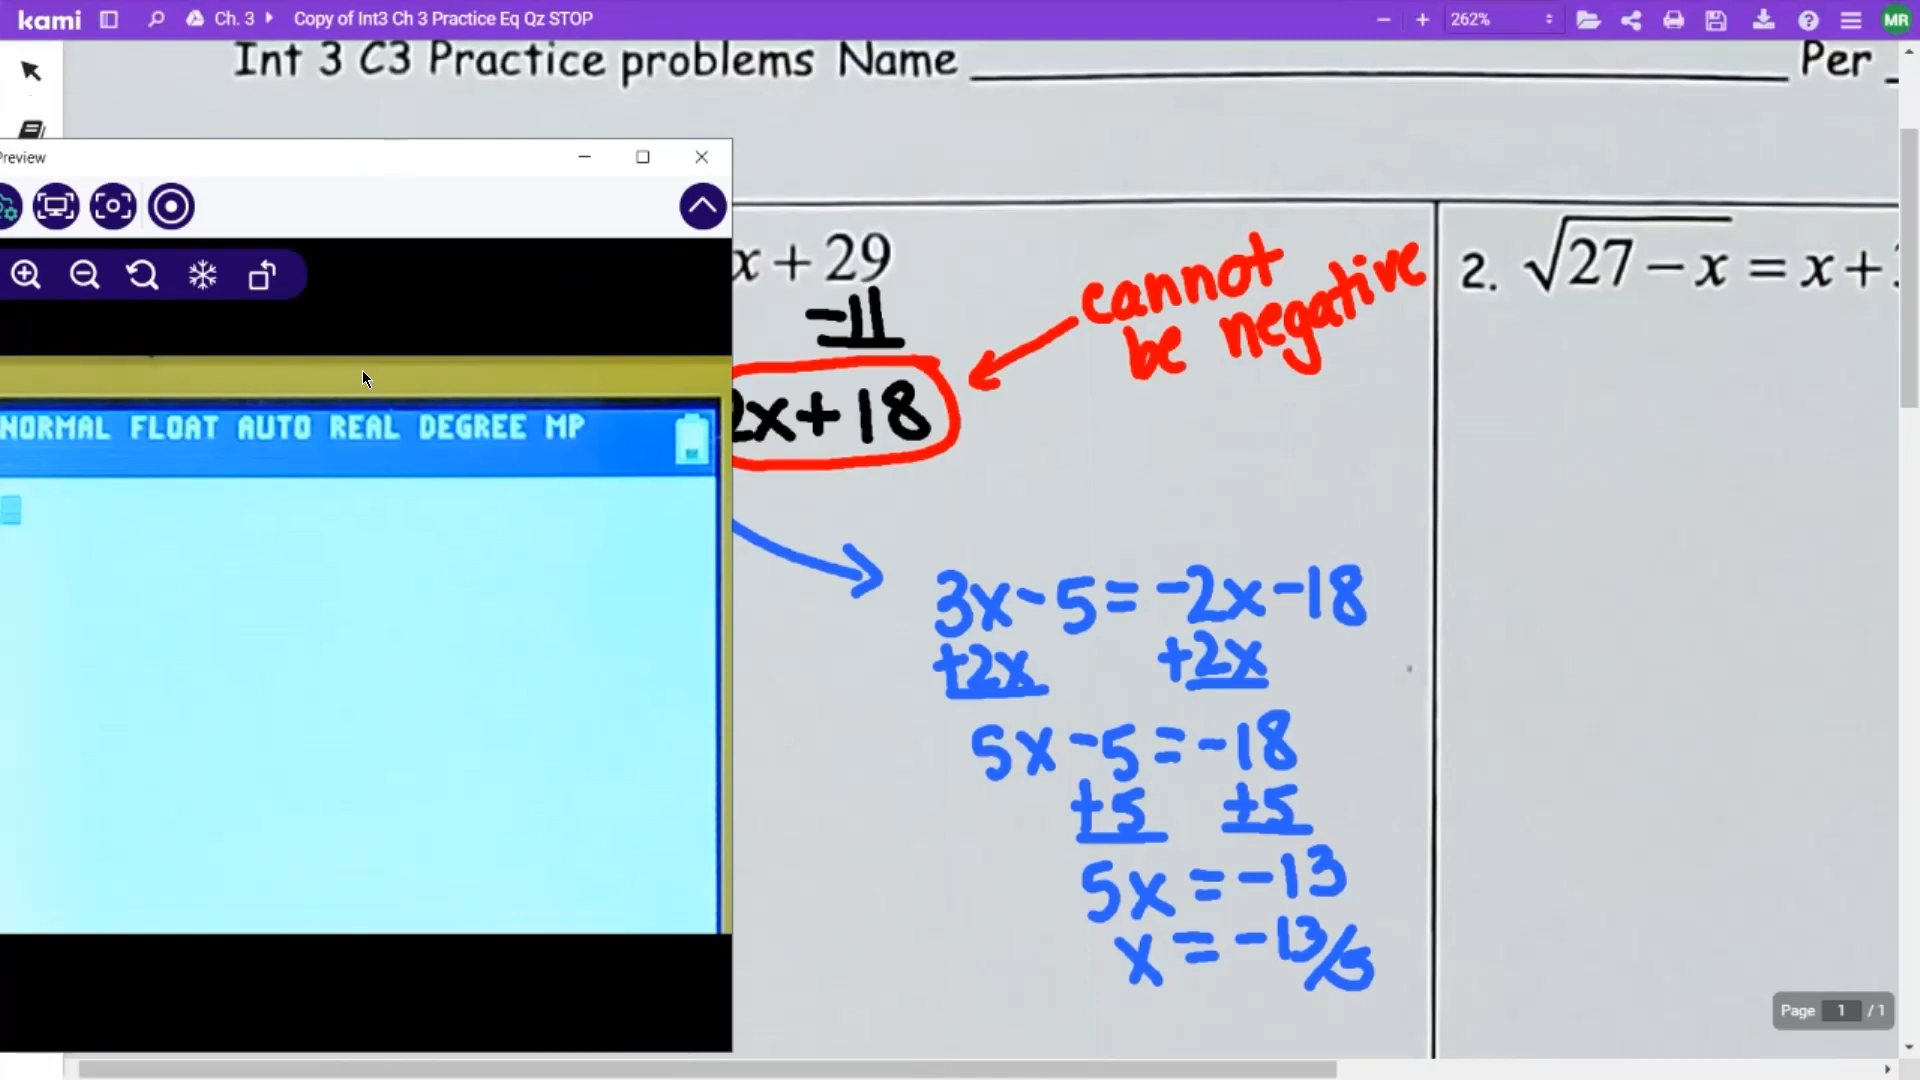 kami Ch. 3 Copy of Int3 Ch 3 Practice Eq Qz STOP 262% MR
Int 3 C3 Practice problems Name Per
Preview
x + 29
-11
2x+18
cannot
be negative
2. √27 − x = x +
NORMAL FLOAT AUTO REAL DEGREE MP
3x-5=-2x-18
+2x +2x
5x-5=-18
+5 +5
5x=-13
x=-13/5
Page 1 / 1